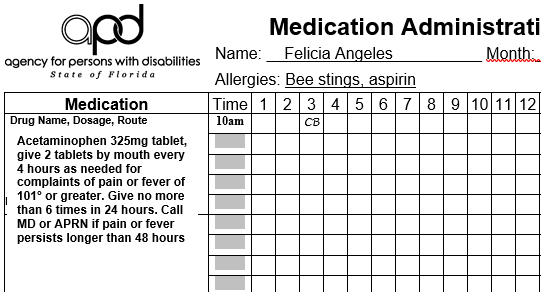 apd
agency for persons with disabilities
State of Florida
Medication Administrati
Name: Felicia Angeles Month:
Allergies: Bee stings, aspirin
Medication Time 1 2 3 4 5 6 7 8 9 10 11 12
Drug Name, Dosage, Route 10am CB
Acetaminophen 325mg tablet,
give 2 tablets by mouth every
4 hours as needed for
complaints of pain or fever of
101° or greater. Give no more
than 6 times in 24 hours. Call
MD or APRN if pain or fever
persists longer than 48 hours